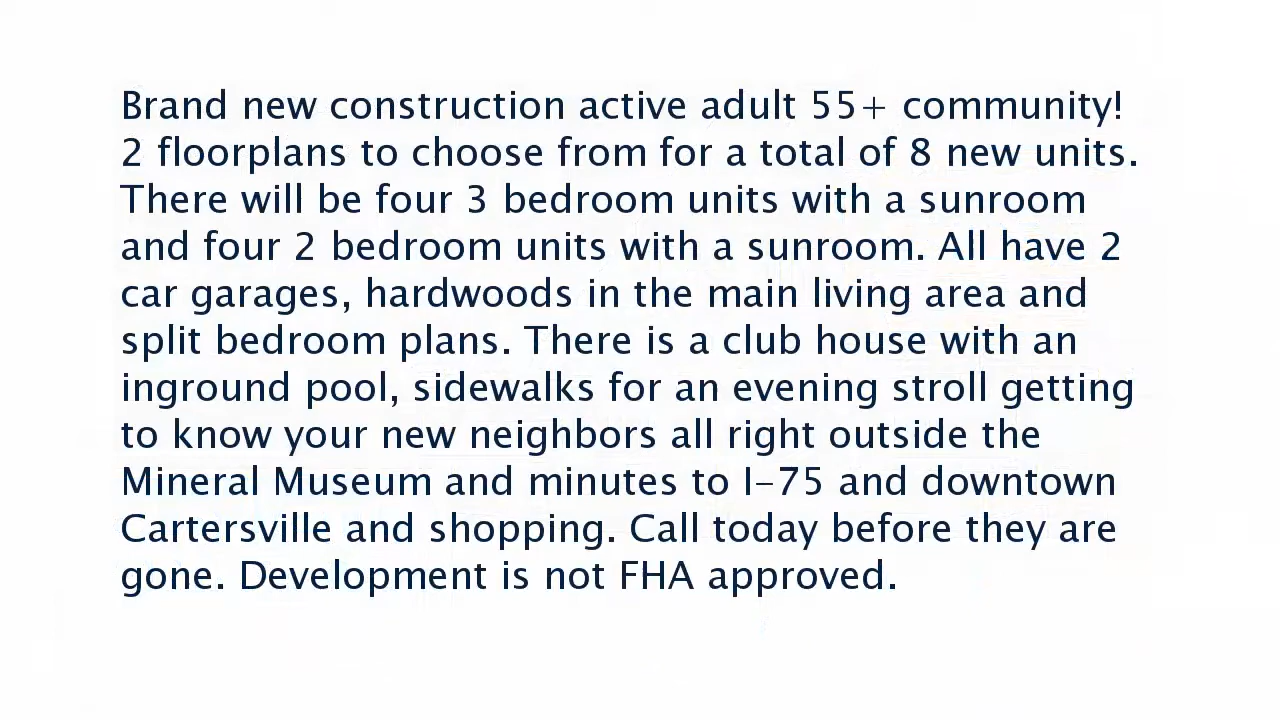 Brand new construction active adult 55+ community!
2 floorplans to choose from for a total of 8 new units.
There will be four 3 bedroom units with a sunroom
and four 2 bedroom units with a sunroom. All have 2
car garages, hardwoods in the main living area and
split bedroom plans. There is a club house with an
inground pool, sidewalks for an evening stroll getting
to know your new neighbors all right outside the
Mineral Museum and minutes to I-75 and downtown
Cartersville and shopping. Call today before they are
gone. Development is not FHA approved.